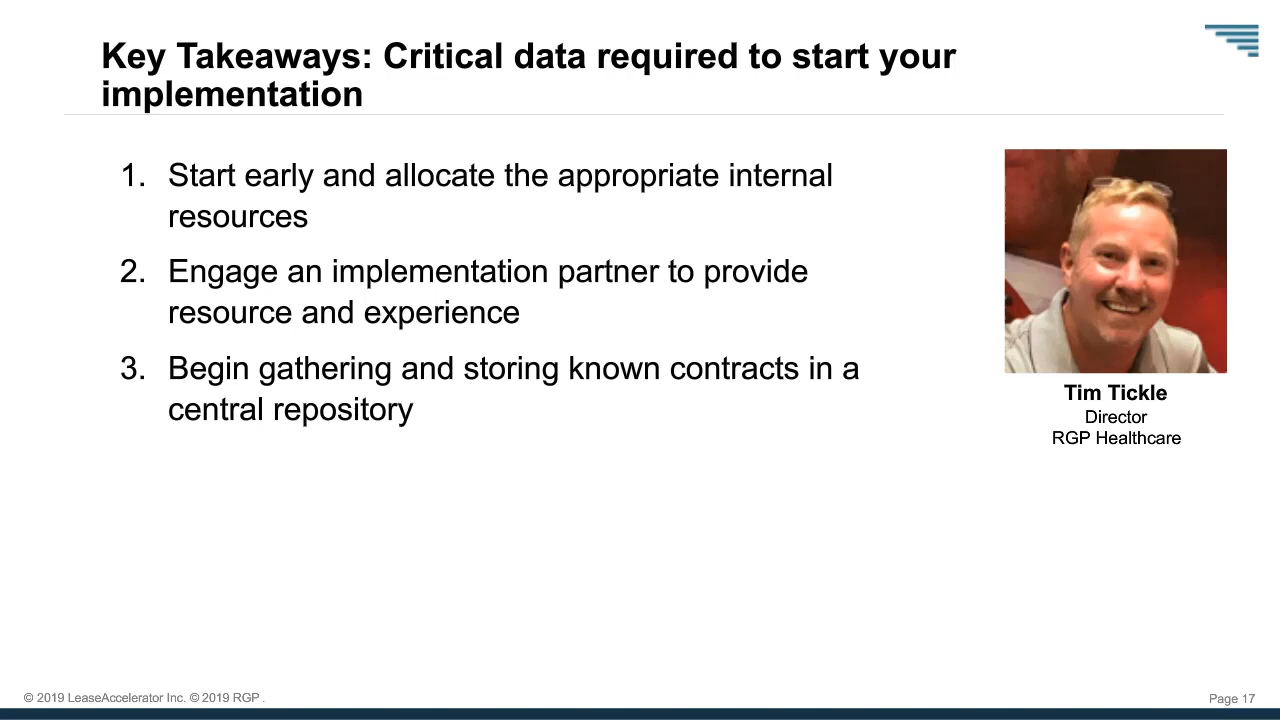 Key Takeaways: Critical data required to start your
implementation
1. Start early and allocate the appropriate internal
resources
2. Engage an implementation partner to provide
resource and experience
3. Begin gathering and storing known contracts in a
central repository
Tim Tickle
Director
RGP Healthcare
© 2019 LeaseAccelerator Inc. © 2019 RGP .
Page 17